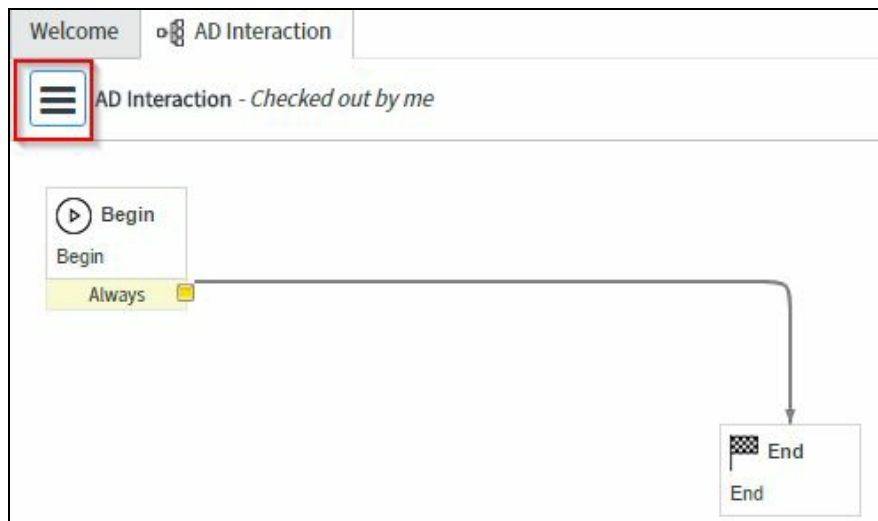 Welcome
AD Interaction
AD Interaction - Checked out by me
Begin
Begin
Always
End
End